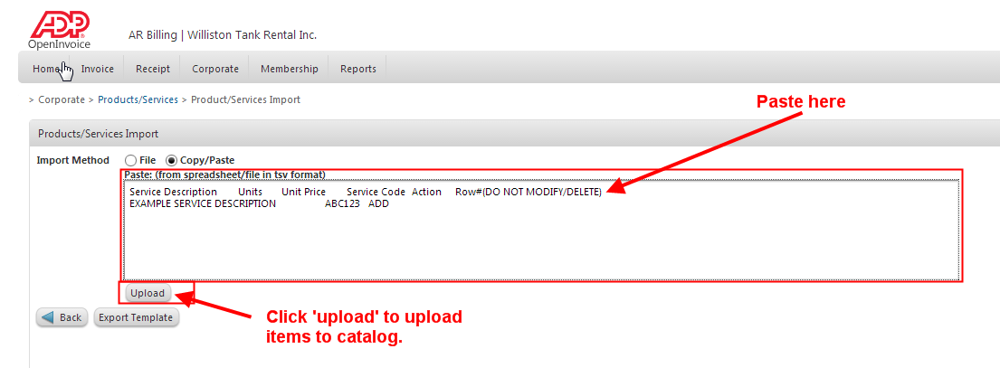 ADP
OpenInvoice
AR Billing | Williston Tank Rental Inc.
Home Invoice Receipt Corporate Membership Reports
> Corporate > Products/Services > Product/Services Import
Paste here
Products/Services Import
Import Method File Copy/Paste
Paste: (from spreadsheet/file in tsv format)
Service Description Units Unit Price Service Code Action Row#(DO NOT MODIFY/DELETE)
EXAMPLE SERVICE DESCRIPTION ABC123 ADD
Upload
Back Export Template
Click 'upload' to upload
items to catalog.